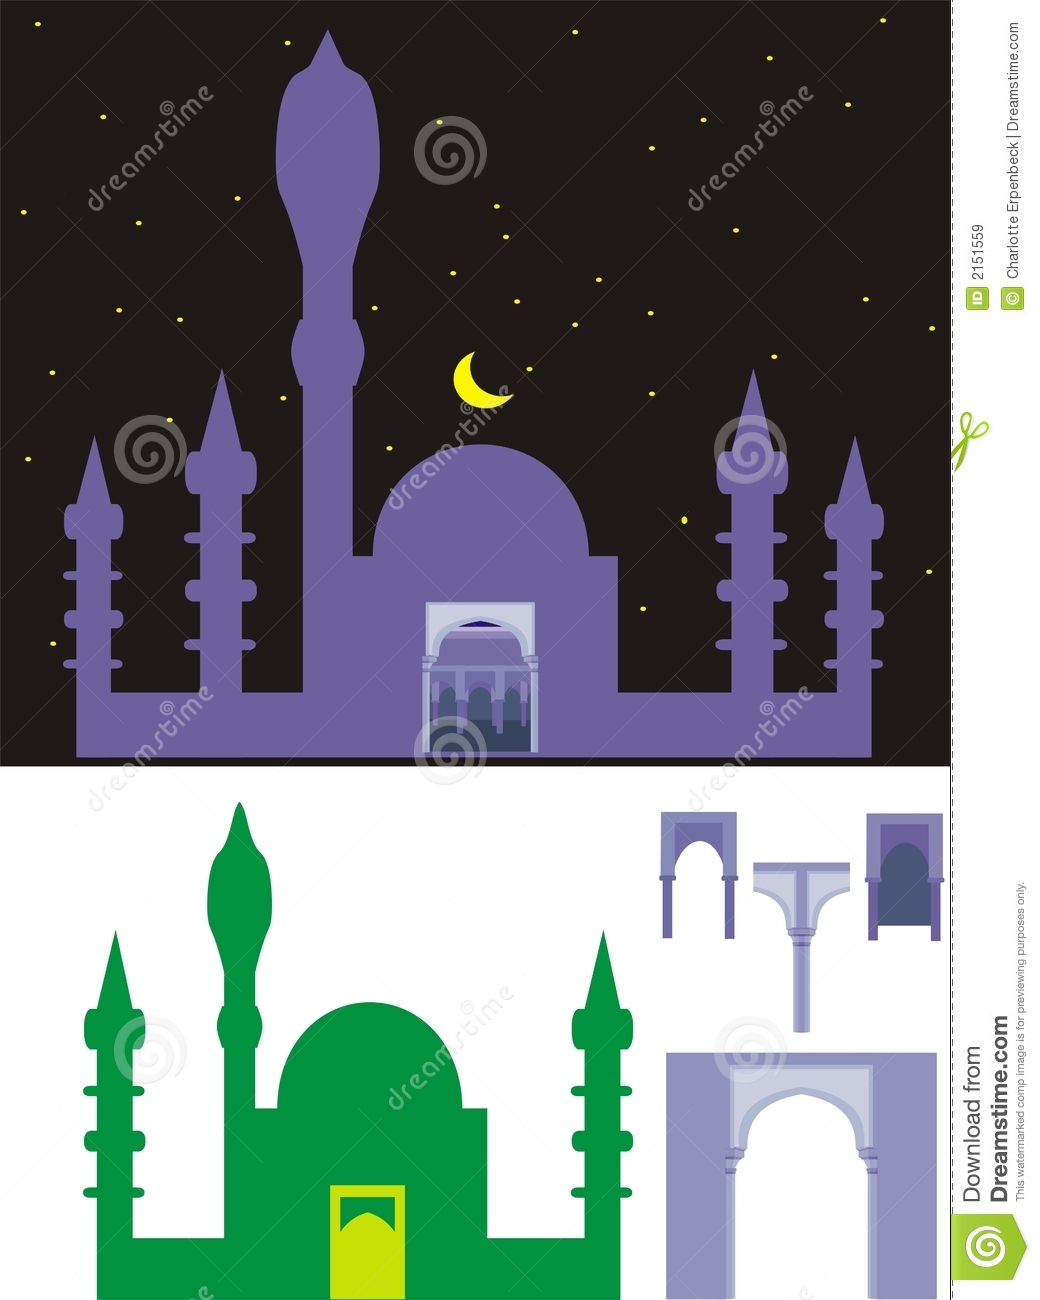 dreamstime
dreamstime
dreamstime
dreamstime
dreamstime
dreamstime
ID 2151559
© Charlotte Erpenbeck | Dreamstime.com
Download from
Dreamstime.com
This watermarked comp image is for previewing purposes only.